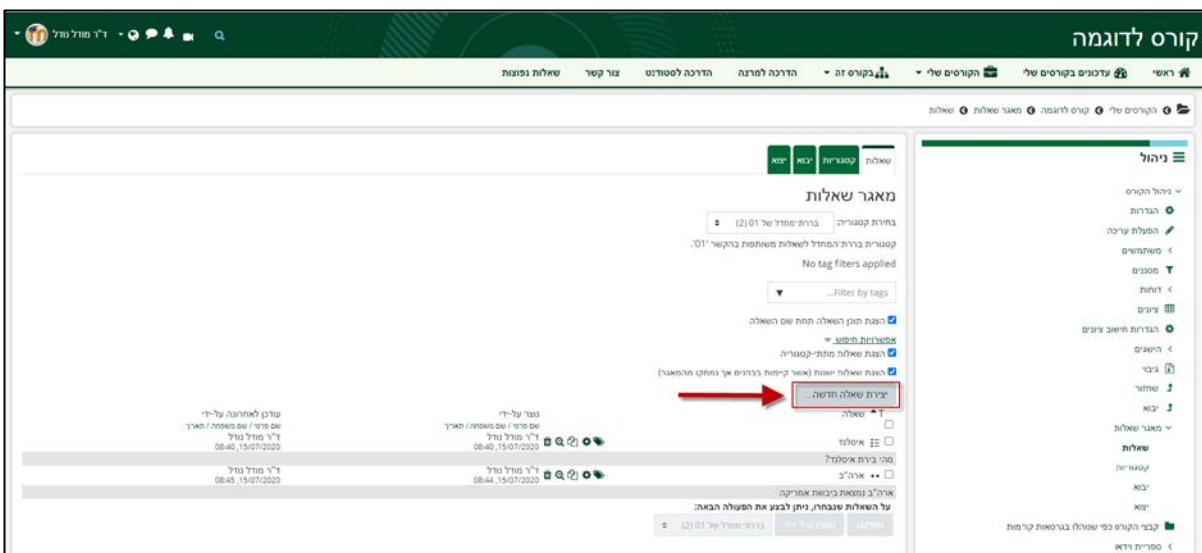 קורס לדוגמה
ד"ר מודל נודל
ראשי
עדכונים בקורסים שלי
הקורסים שלי
בקורס זה
הדרכה למרצה
הדרכה לסטודנט
צור קשר
שאלות נפוצות
הקורסים שלי קורס לדוגמה מאגר שאלות שאלות
ניהול
ניהול הקורס
הגדרות
הפעלת עריכה
משתמשים
מסננים
דוחות
ציונים
הגדרות חישוב ציונים
הישגים
גיבוי
שחזור
יבוא
מאגר שאלות
שאלות
קטגוריות
יבוא
יצוא
קבצי הקורס כפי שנוהלו בגרסאות קודמות
ספריית וידאו
שאלות קטגוריות יבוא יצוא
מאגר שאלות
בחירת קטגוריה: בררת־מחדל של 01 (2)
קטגורית בררת־המחדל לשאלות משותפות בהקשר '01'.
No tag filters applied
Filter by tags...
הצגת תוכן השאלה תחת שם השאלה
אפשרויות חיפוש
הצגת שאלות מתתי-קטגוריה
הצגת שאלות ישנות (אשר קיימות בבחנים אך נמחקו מהמאגר)
יצירת שאלה חדשה...
T שאלה נוצר על-ידי עודכן לאחרונה על-ידי
שם פרטי / שם משפחה / תאריך שם פרטי / שם משפחה / תאריך
איסלנד ד"ר מודל נודל ד"ר מודל נודל
15/07/2020, 08:40 15/07/2020, 08:40
מהי בירת איסלנד?
ארה"ב ד"ר מודל נודל ד"ר מודל נודל
15/07/2020, 08:44 15/07/2020, 08:45
ארה"ב נמצאת ביבשת אמריקה
על השאלות שנבחרו, ניתן לבצע את הפעולה הבאה:
מחיקה העברה ל >> בררת־מחדל של 01 (2)